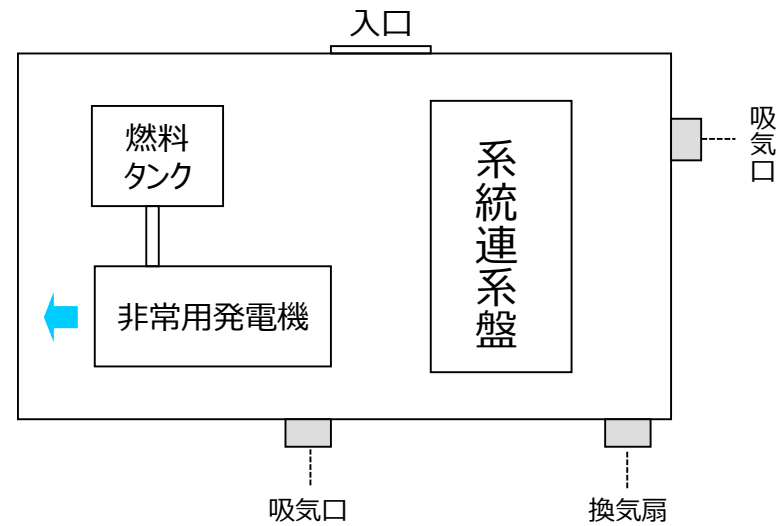 入口
吸気口
燃料
タンク
系統連系盤
非常用発電機
吸気口
換気扇